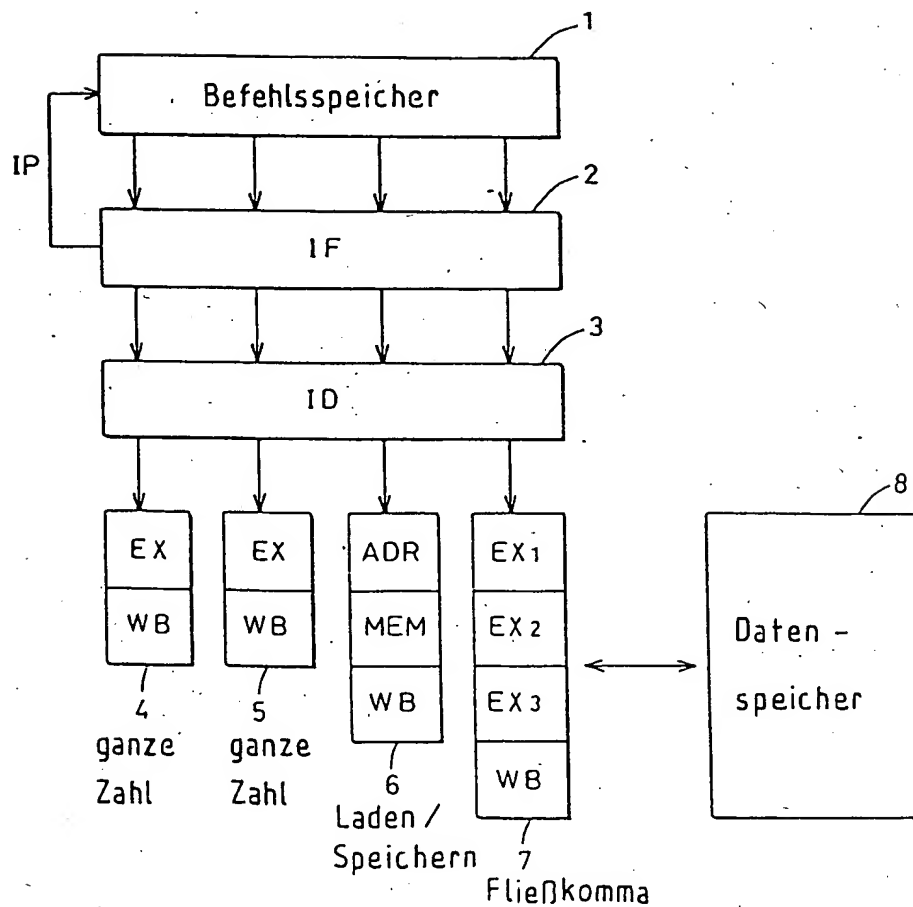 1
Befehlsspeicher
IP
2
IF
3
ID
8
EX
EX
ADR
EX1
WB
WB
MEM
EX2
WB
EX3
WB
Daten -
speicher
4
ganze
Zahl
5
ganze
Zahl
6
Laden /
Speichern
7
Fließkomma